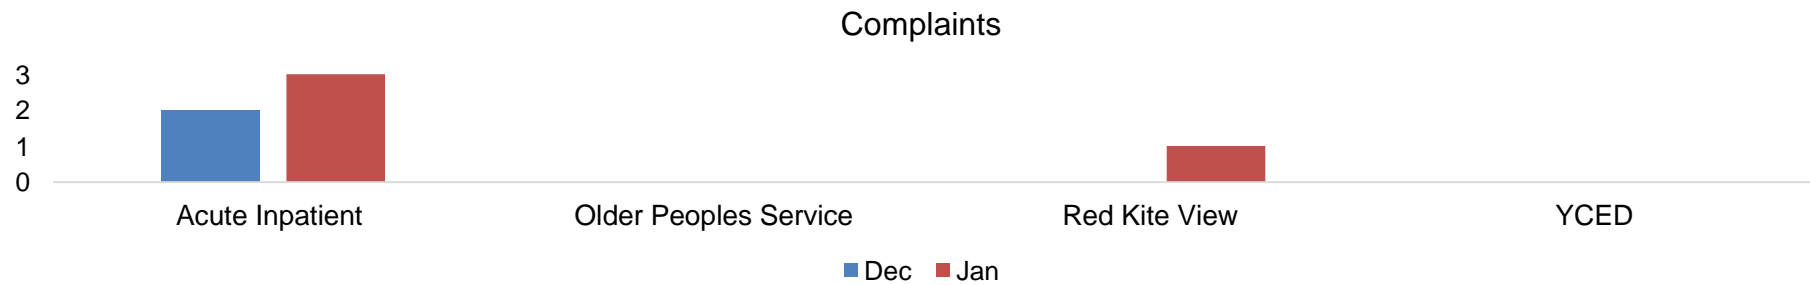 Complaints
3
2
1
0
Acute Inpatient Older Peoples Service Red Kite View YCED
Dec Jan